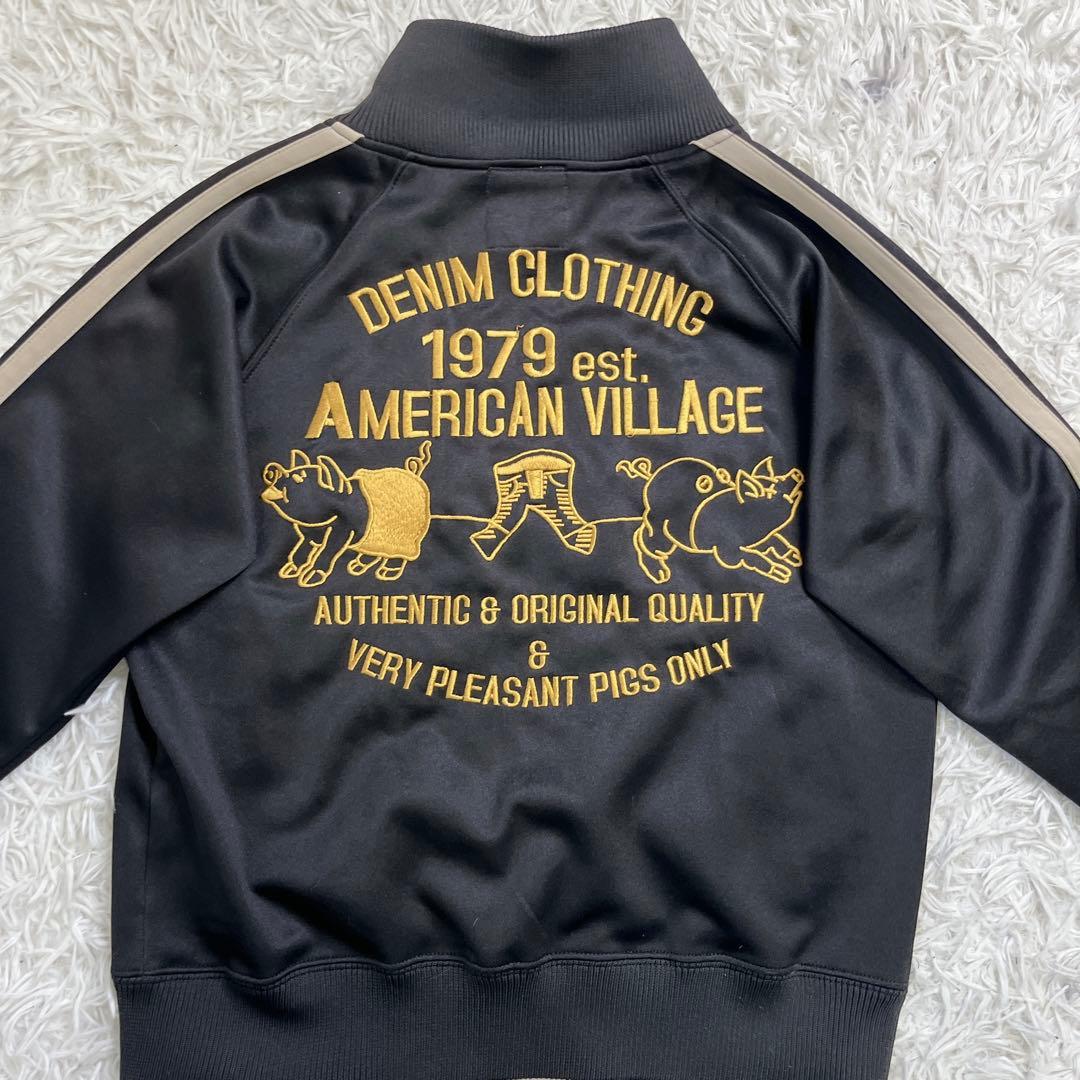 DENIM CLOTHING
1979 est.
AMERICAN VILLAGE
AUTHENTIC & ORIGINAL QUALITY
&
VERY PLEASANT PIGS ONLY